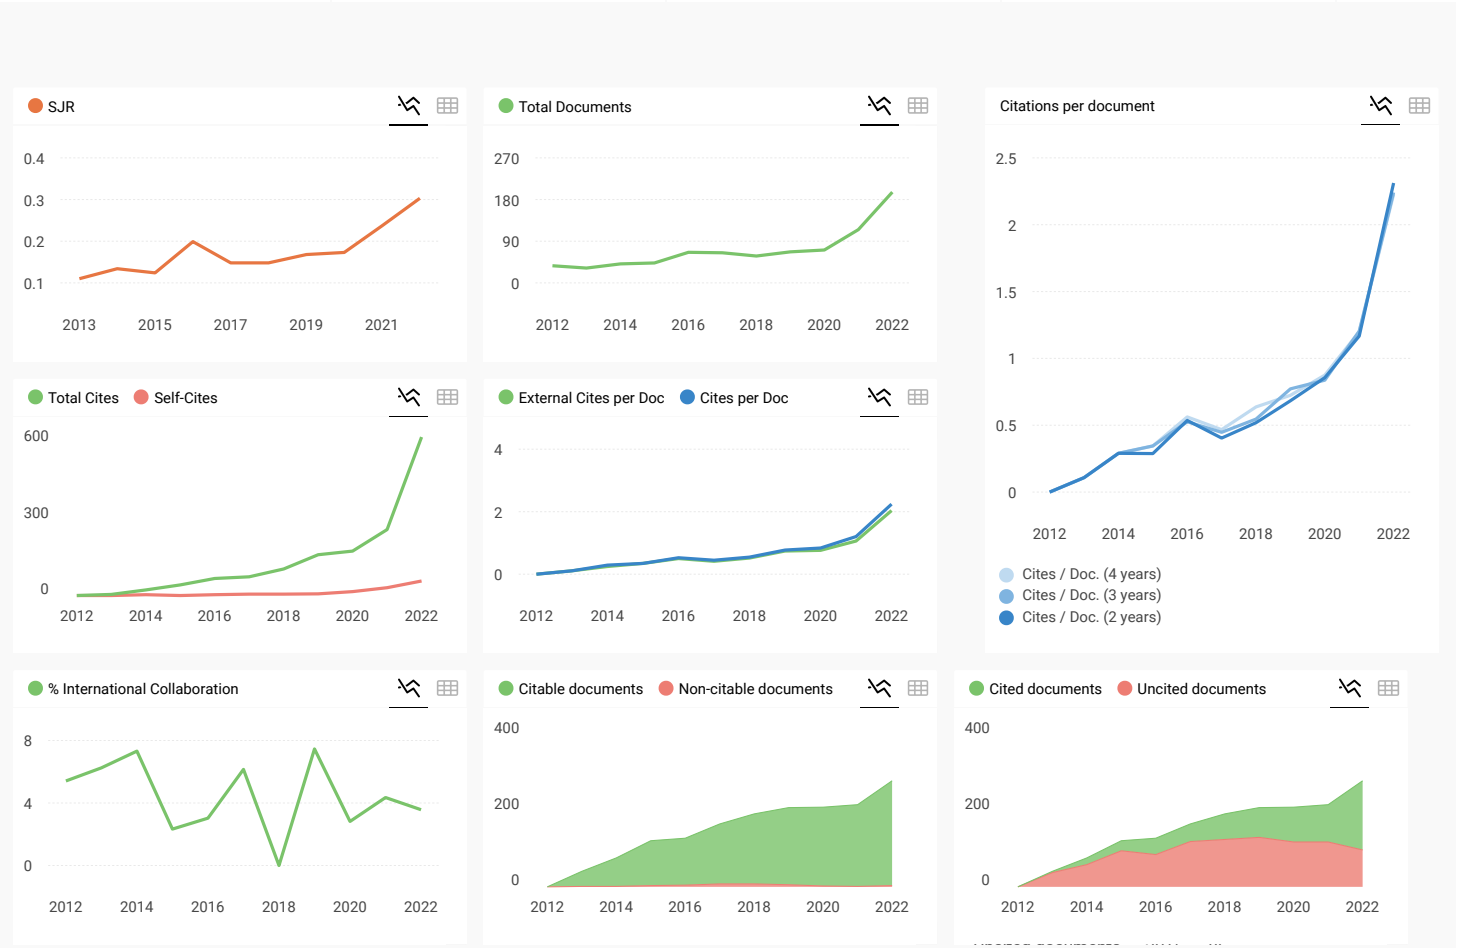 SJR
0.4
0.3
0.2
0.1
2013 2015 2017 2019 2021
Total Documents
270
180
90
0
2012 2014 2016 2018 2020 2022
Citations per document
2.5
2
1.5
1
0.5
0
2012 2014 2016 2018 2020 2022
Cites / Doc. (4 years)
Cites / Doc. (3 years)
Cites / Doc. (2 years)
Total Cites Self-Cites
600
300
0
2012 2014 2016 2018 2020 2022
External Cites per Doc Cites per Doc
4
2
0
2012 2014 2016 2018 2020 2022
% International Collaboration
8
4
0
2012 2014 2016 2018 2020 2022
Citable documents Non-citable documents
400
200
0
2012 2014 2016 2018 2020 2022
Cited documents Uncited documents
400
200
0
2012 2014 2016 2018 2020 2022